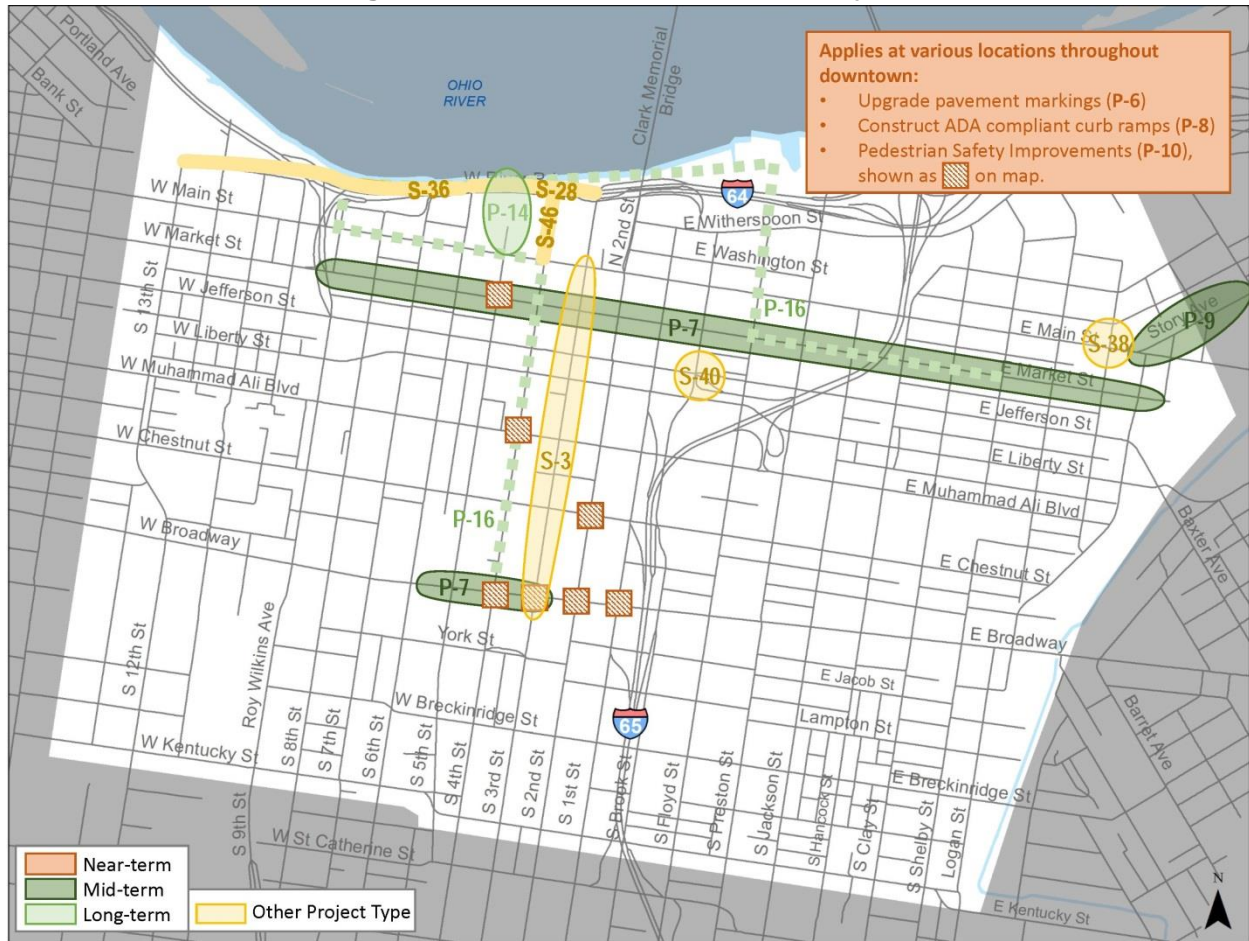 Portland Ave
Bank St
OHIO
RIVER
Clark Memorial
Bridge
Applies at various locations throughout
downtown:
• Upgrade pavement markings (P-6)
• Construct ADA compliant curb ramps (P-8)
• Pedestrian Safety Improvements (P-10),
shown as on map.
S-36
S-28
64
W Main St
P-14
S-46
N 2nd St
E Witherspoon St
W Market St
E Washington St
S 13th St
W Jefferson St
P-16
P-7
E Main St
Story Ave
P-9
S-38
W Liberty St
S-40
E Market St
W Muhammad Ali Blvd
E Jefferson St
W Chestnut St
S-3
E Liberty St
E Muhammad Ali Blvd
P-16
Baxter Ave
W Broadway
E Chestnut St
P-7
E Broadway
York St
S 12th St
Roy Wilkins Ave
E Jacob St
W Breckinridge St
65
Lampton St
Barret Ave
W Kentucky St
S 8th St
S 7th St
S 6th St
S 5th St
S 4th St
S 3rd St
S 2nd St
S 1st St
S Brook St
S Floyd St
S Preston St
S Jackson St
S Hancock St
S Clay St
S Shelby St
Logan St
E Breckinridge St
S 9th St
W St Catherine St
E Kentucky St
Near-term
Mid-term
Long-term
Other Project Type
N